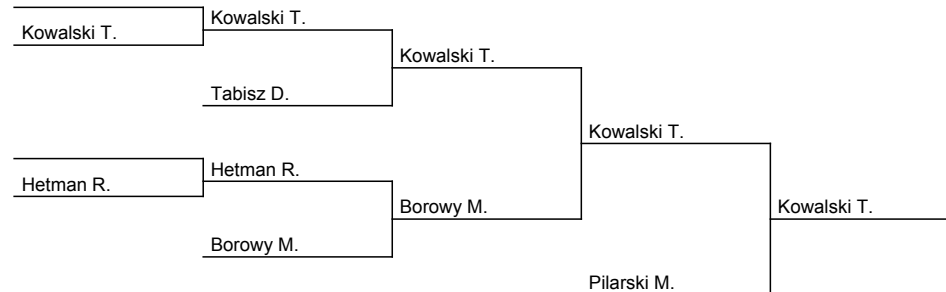 Kowalski T.
Kowalski T.
Kowalski T.
Tabisz D.
Kowalski T.
Hetman R.
Hetman R.
Kowalski T.
Borowy M.
Borowy M.
Pilarski M.